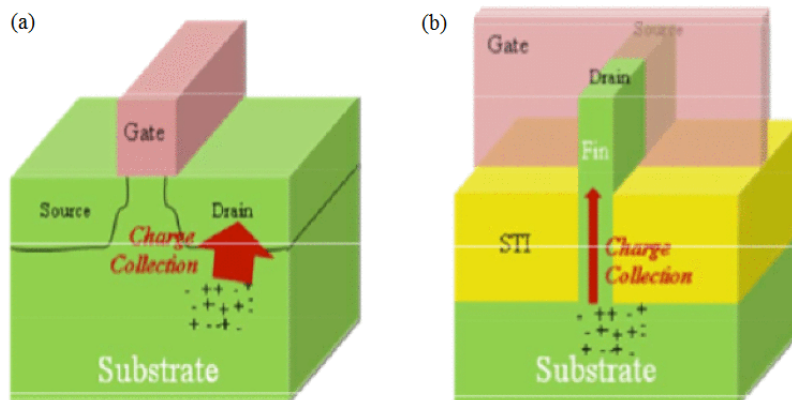 (a)
Gate
Source
Drain
Charge
Collection
Substrate
(b)
Gate
Source
Drain
Fin
STI
Charge
Collection
Substrate